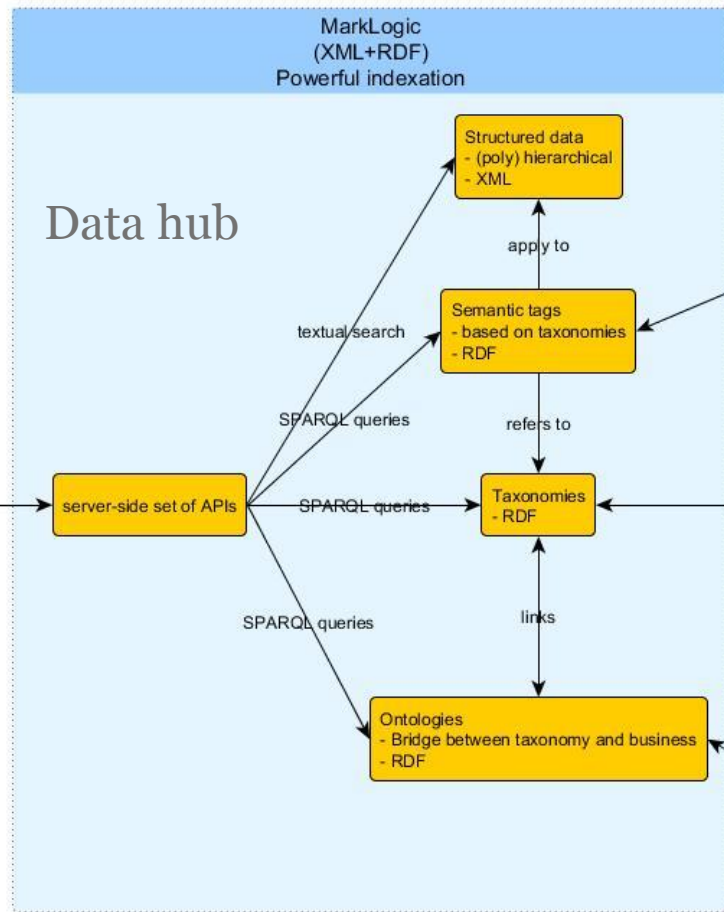 MarkLogic
(XML+RDF)
Powerful indexation
Data hub
Structured data
- (poly) hierarchical
- XML
apply to
textual search
Semantic tags
- based on taxonomies
- RDF
SPARQL queries
refers to
server-side set of APIs
SPARQL queries
Taxonomies
- RDF
SPARQL queries
links
Ontologies
- Bridge between taxonomy and business
- RDF